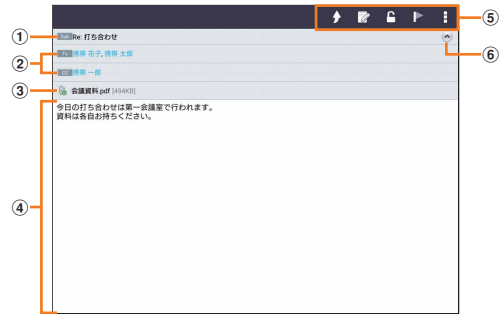 ⑤
① Sub Re: 打ち合わせ
⑥
② To 携帯 花子, 携帯 太郎
CC 携帯 一郎
③ 会議資料.pdf [494KB]
④ 今日の打ち合わせは第一会議室で行われます。
資料は各自お持ちください。